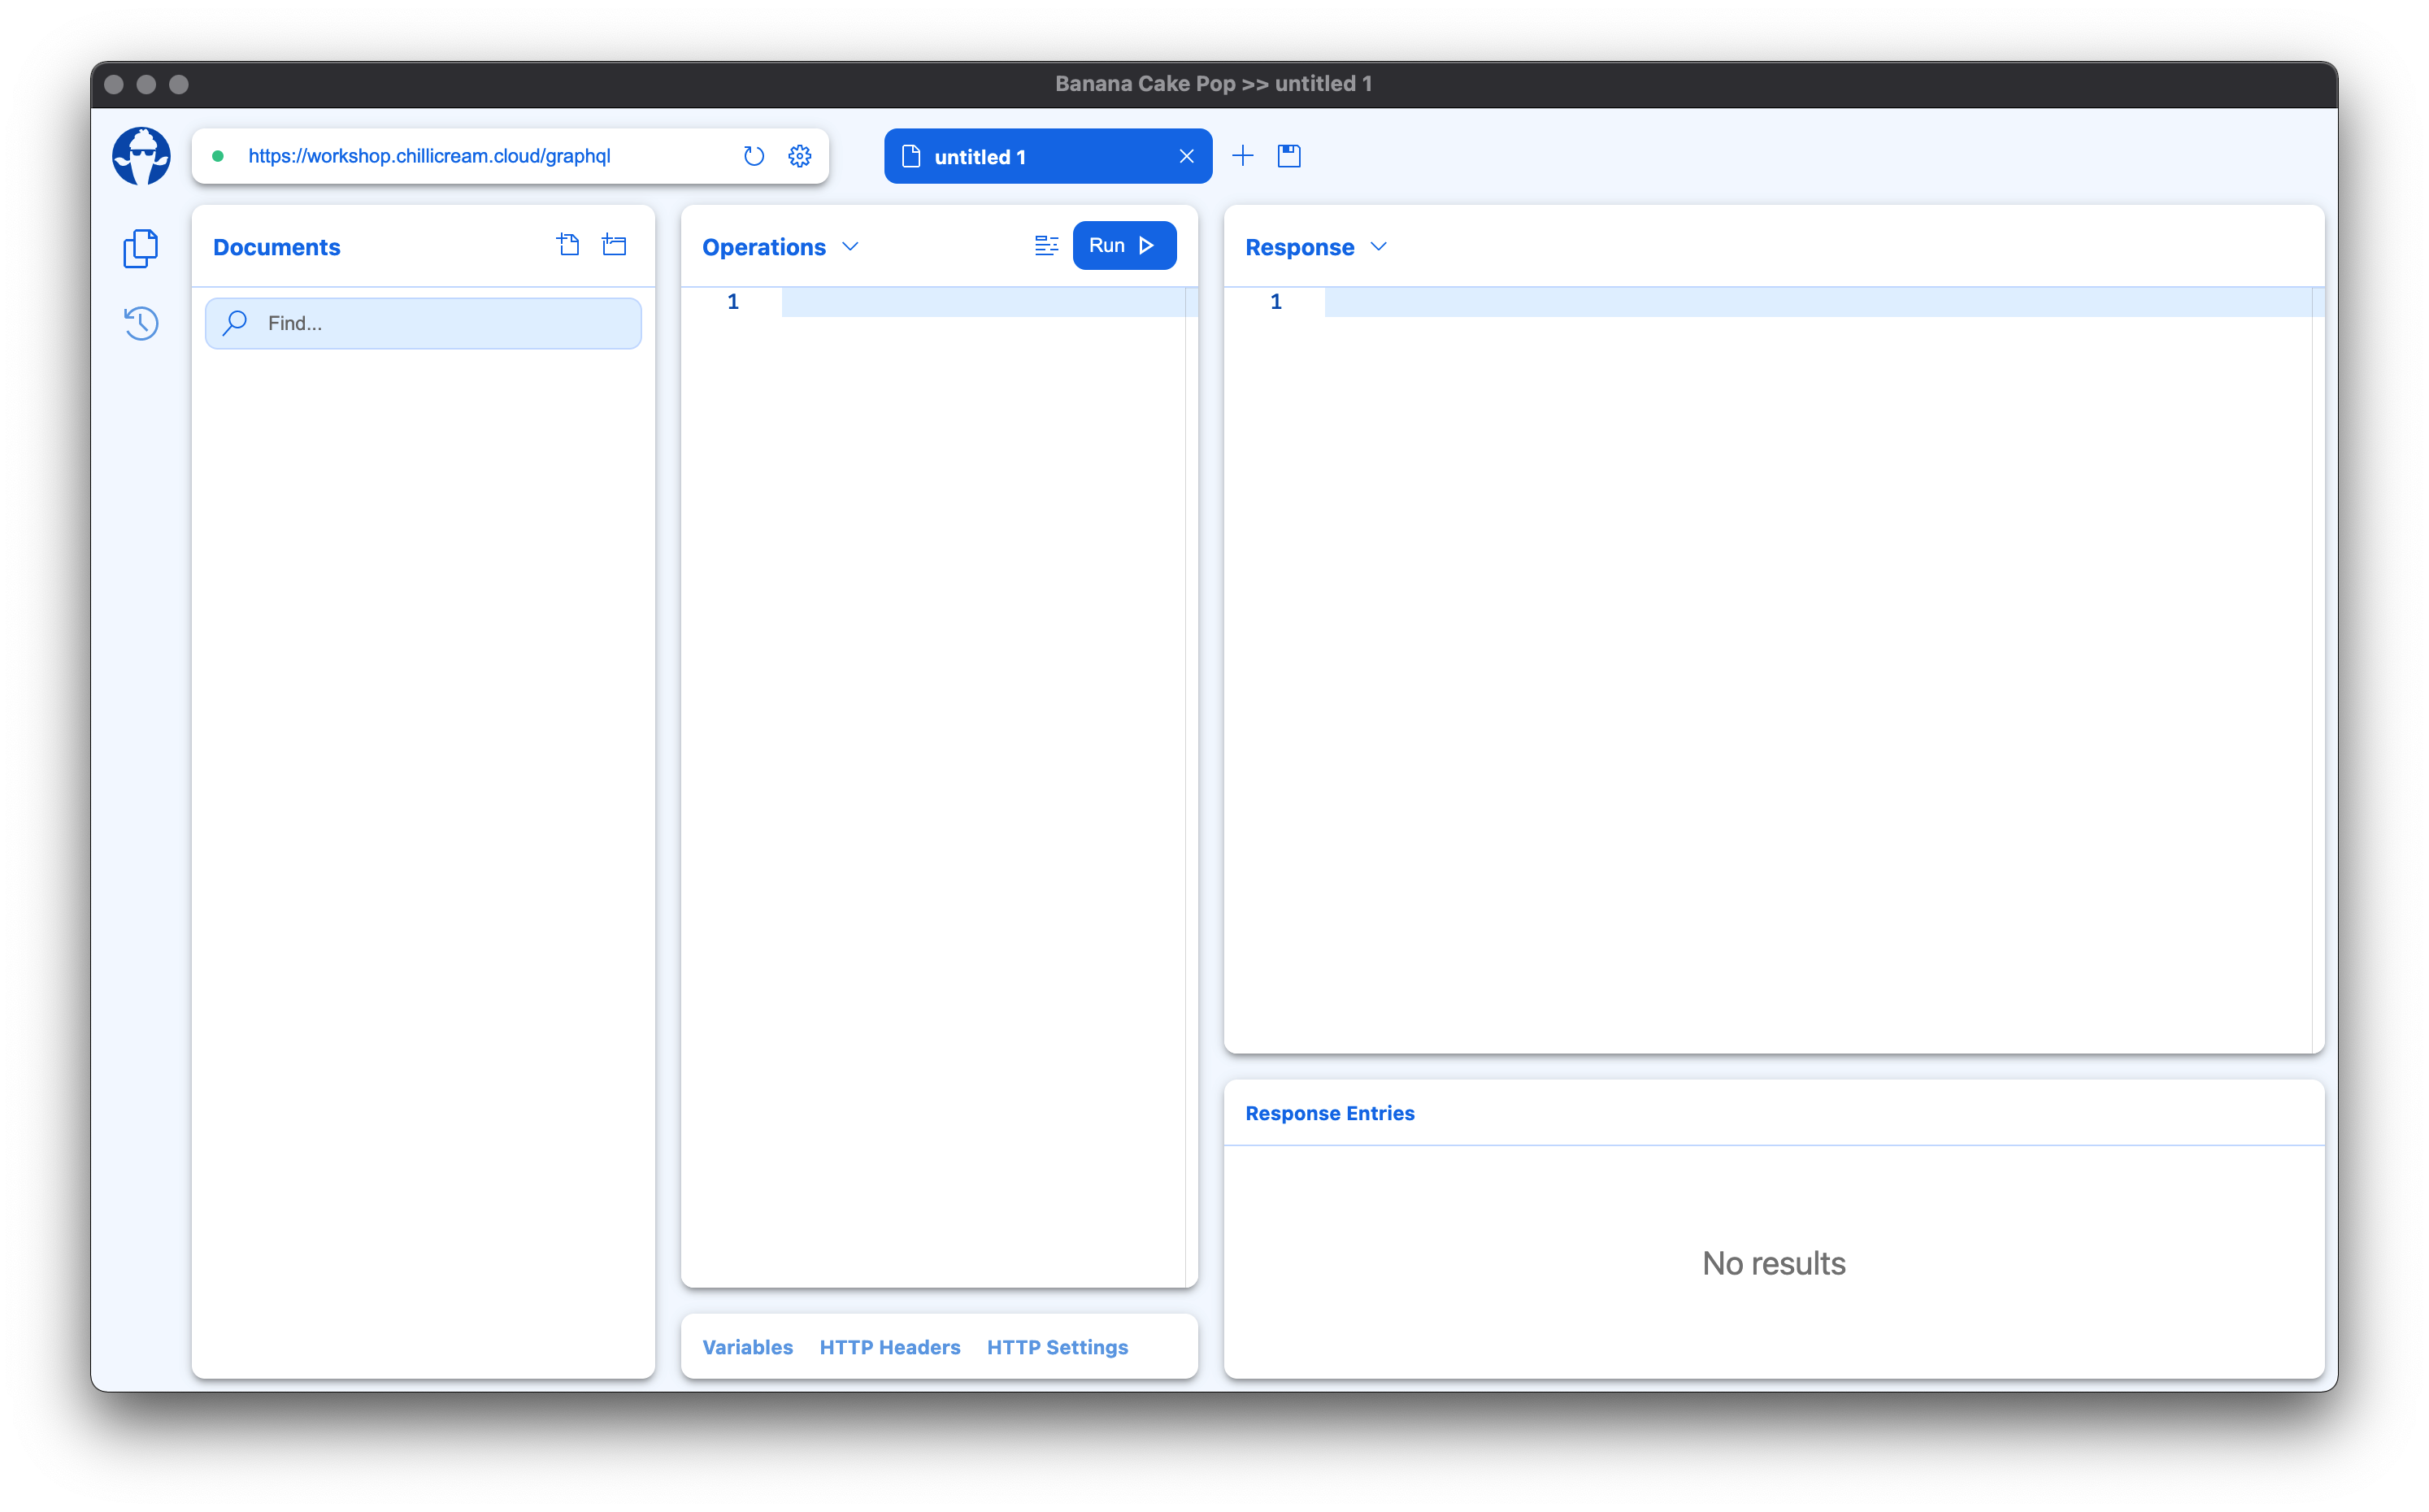 Banana Cake Pop >> untitled 1
https://workshop.chillicream.cloud/graphql
untitled 1
Documents
Find...
Operations
Run
1
Response
1
Variables HTTP Headers HTTP Settings
Response Entries
No results